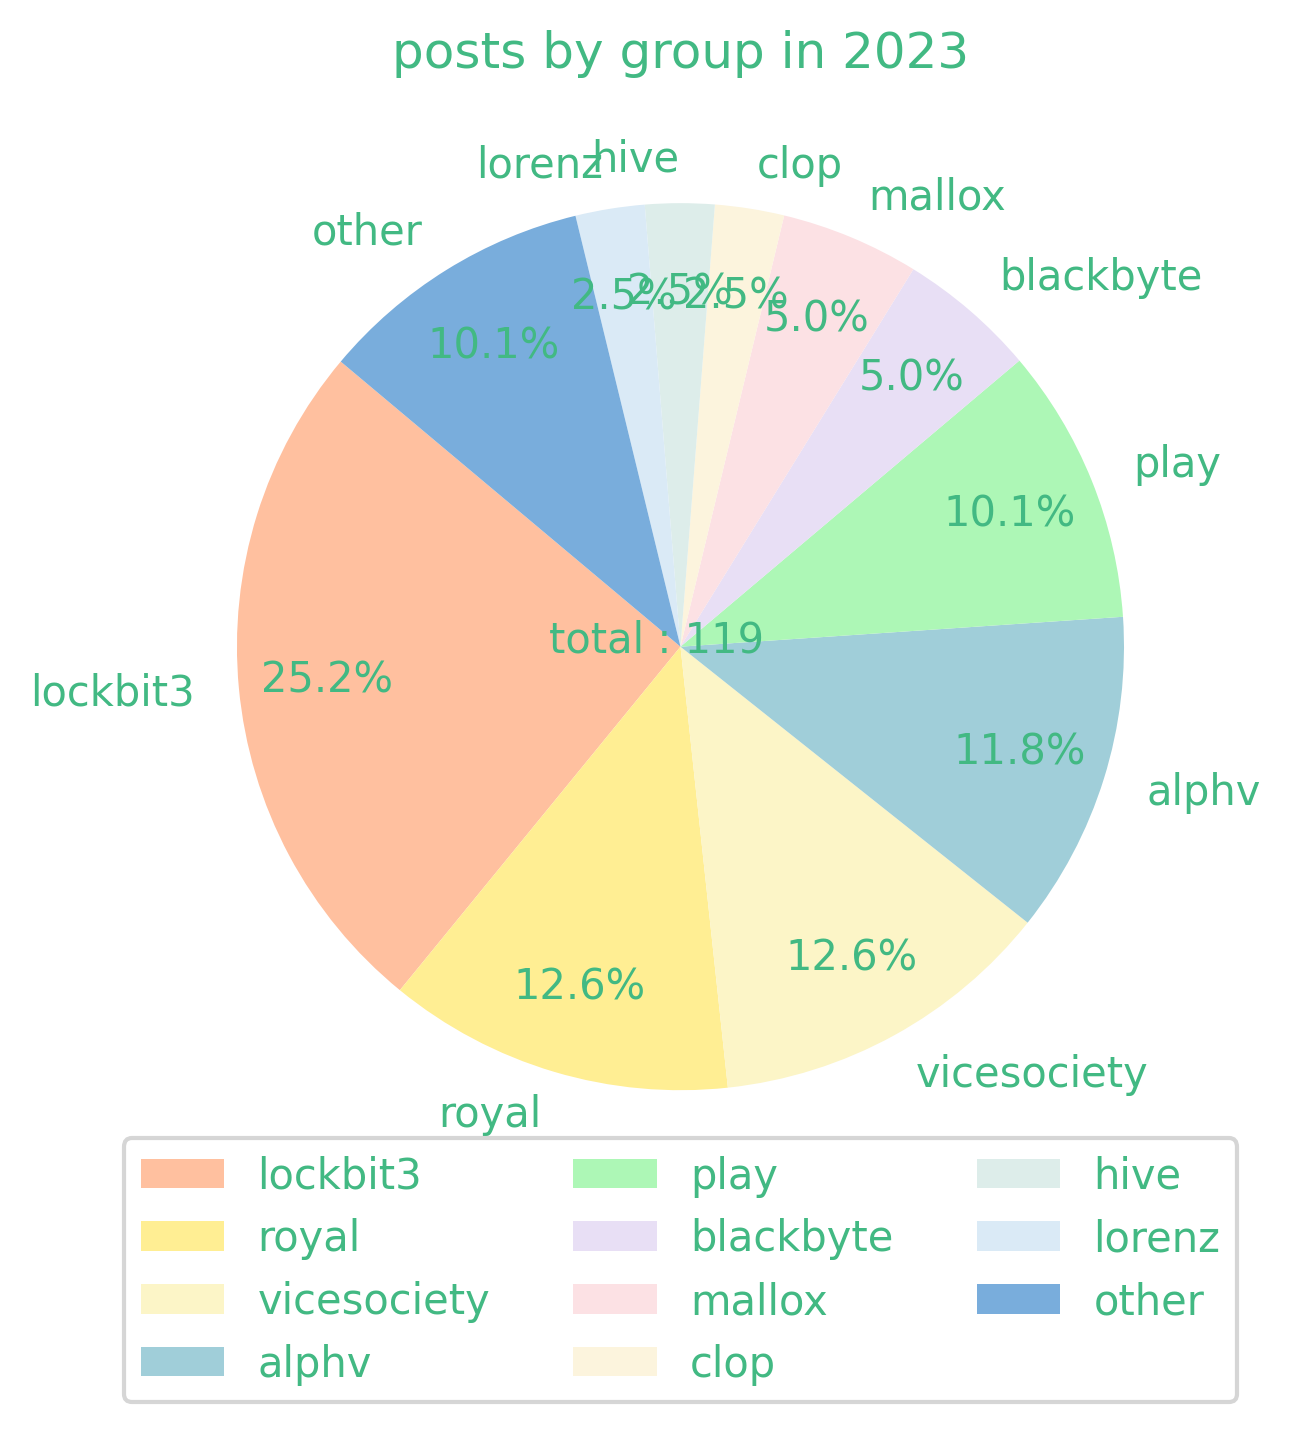 posts by group in 2023
hive
lorenz
clop
mallox
other
blackbyte
2.5%
2.5%
2.5%
5.0%
10.1%
5.0%
play
10.1%
total : 119
lockbit3
25.2%
11.8%
alphv
12.6%
12.6%
vicesociety
royal
lockbit3
royal
vicesociety
alphv
play
blackbyte
mallox
clop
hive
lorenz
other